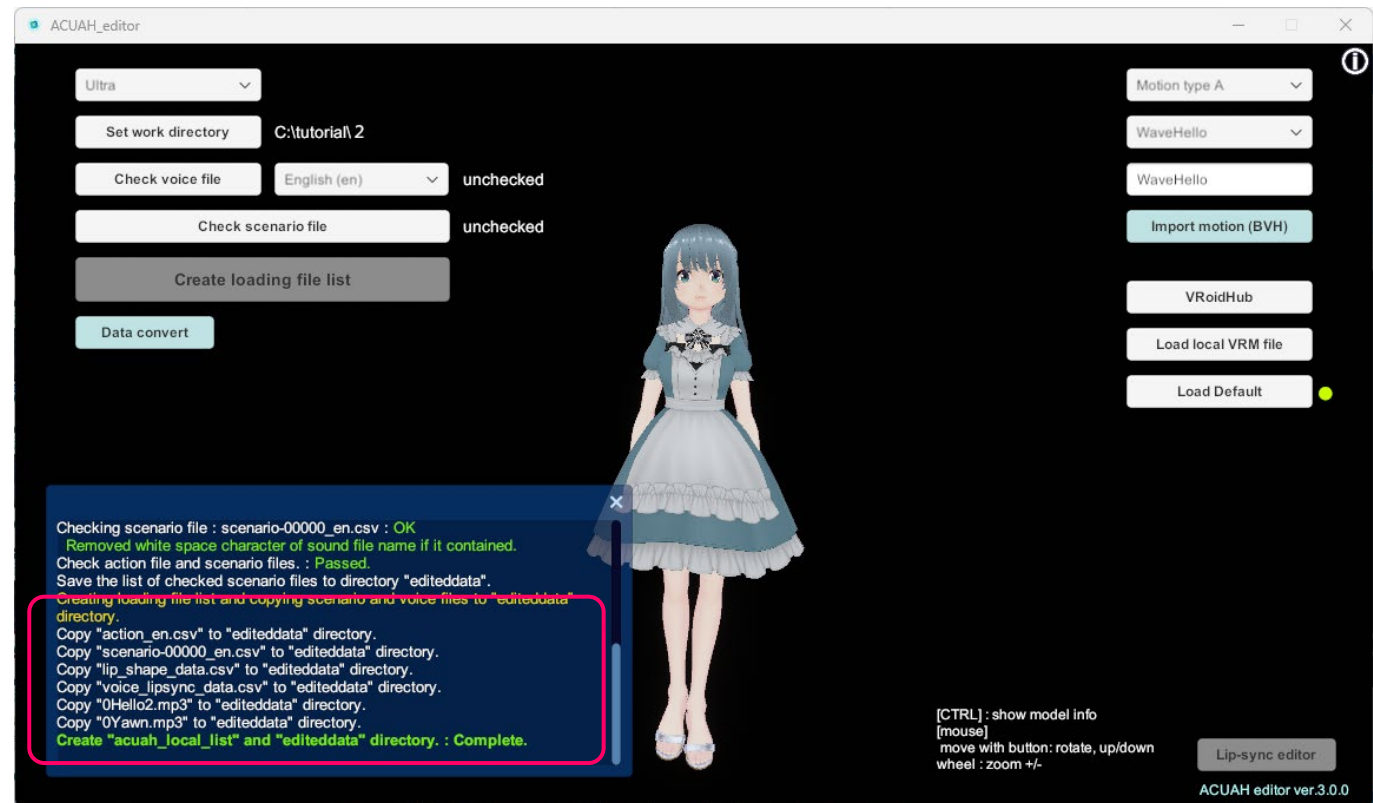 ACUAH_editor
Ultra
Set work directory
C:\tutorial\ 2
Check voice file
English (en)
unchecked
Check scenario file
unchecked
Create loading file list
Data convert
Motion type A
WaveHello
WaveHello
Import motion (BVH)
VRoidHub
Load local VRM file
Load Default
Checking scenario file : scenario-00000_en.csv : OK
Removed white space character of sound file name if it contained.
Check action file and scenario files. : Passed.
Save the list of checked scenario files to directory "editeddata".
Creating loading file list and copying scenario and voice files to "editeddata"
directory.
Copy "action_en.csv" to "editeddata" directory.
Copy "scenario-00000_en.csv" to "editeddata" directory.
Copy "lip_shape_data.csv" to "editeddata" directory.
Copy "voice_lipsync_data.csv" to "editeddata" directory.
Copy "0Hello2.mp3" to "editeddata" directory.
Copy "0Yawn.mp3" to "editeddata" directory.
Create "acuah_local_list" and "editeddata" directory. : Complete.
[CTRL] : show model info
[mouse]
move with button: rotate, up/down
wheel : zoom +/-
Lip-sync editor
ACUAH editor ver.3.0.0